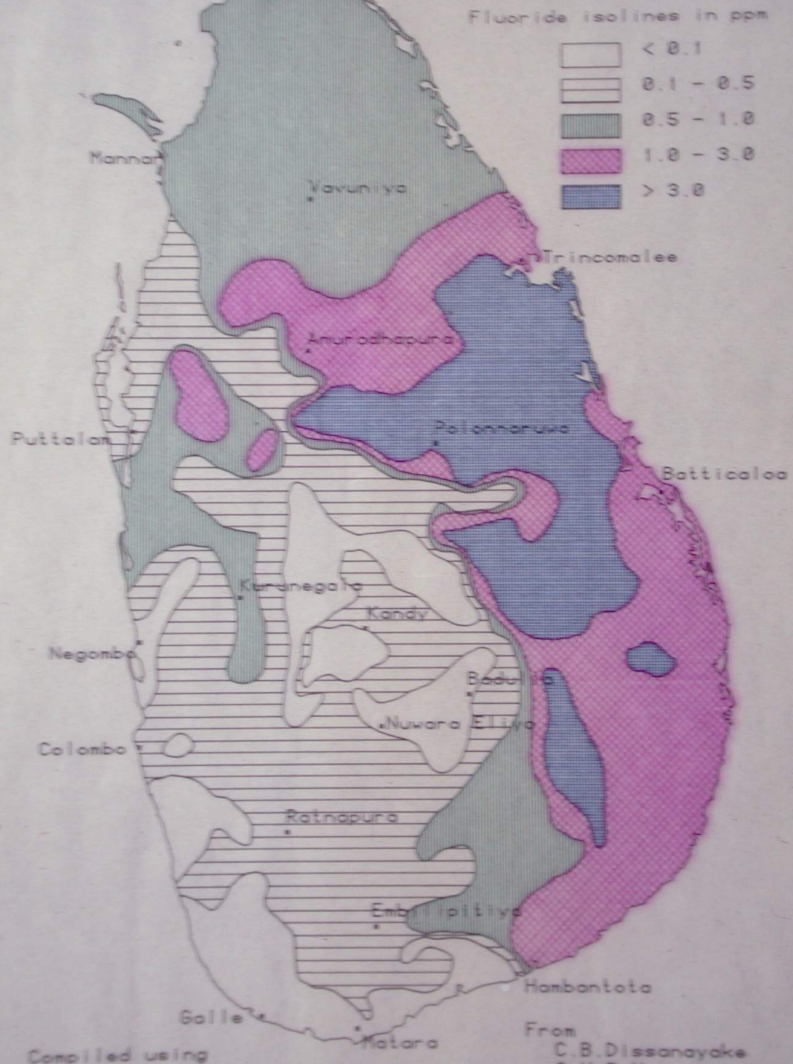 Fluoride isolines in ppm
< 0.1
0.1 - 0.5
0.5 - 1.0
1.0 - 3.0
> 3.0
Mannar
Vavuniya
Trincomalee
Anurodhapura
Polonnaruwa
Puttalam
Batticaloa
Kurunegala
Kandy
Negombo
Badulla
Nuwara Eliya
Colombo
Ratnapura
Embilipitiya
Hambantota
Galle
Matara
From
Compiled using
C.B.Dissanayake